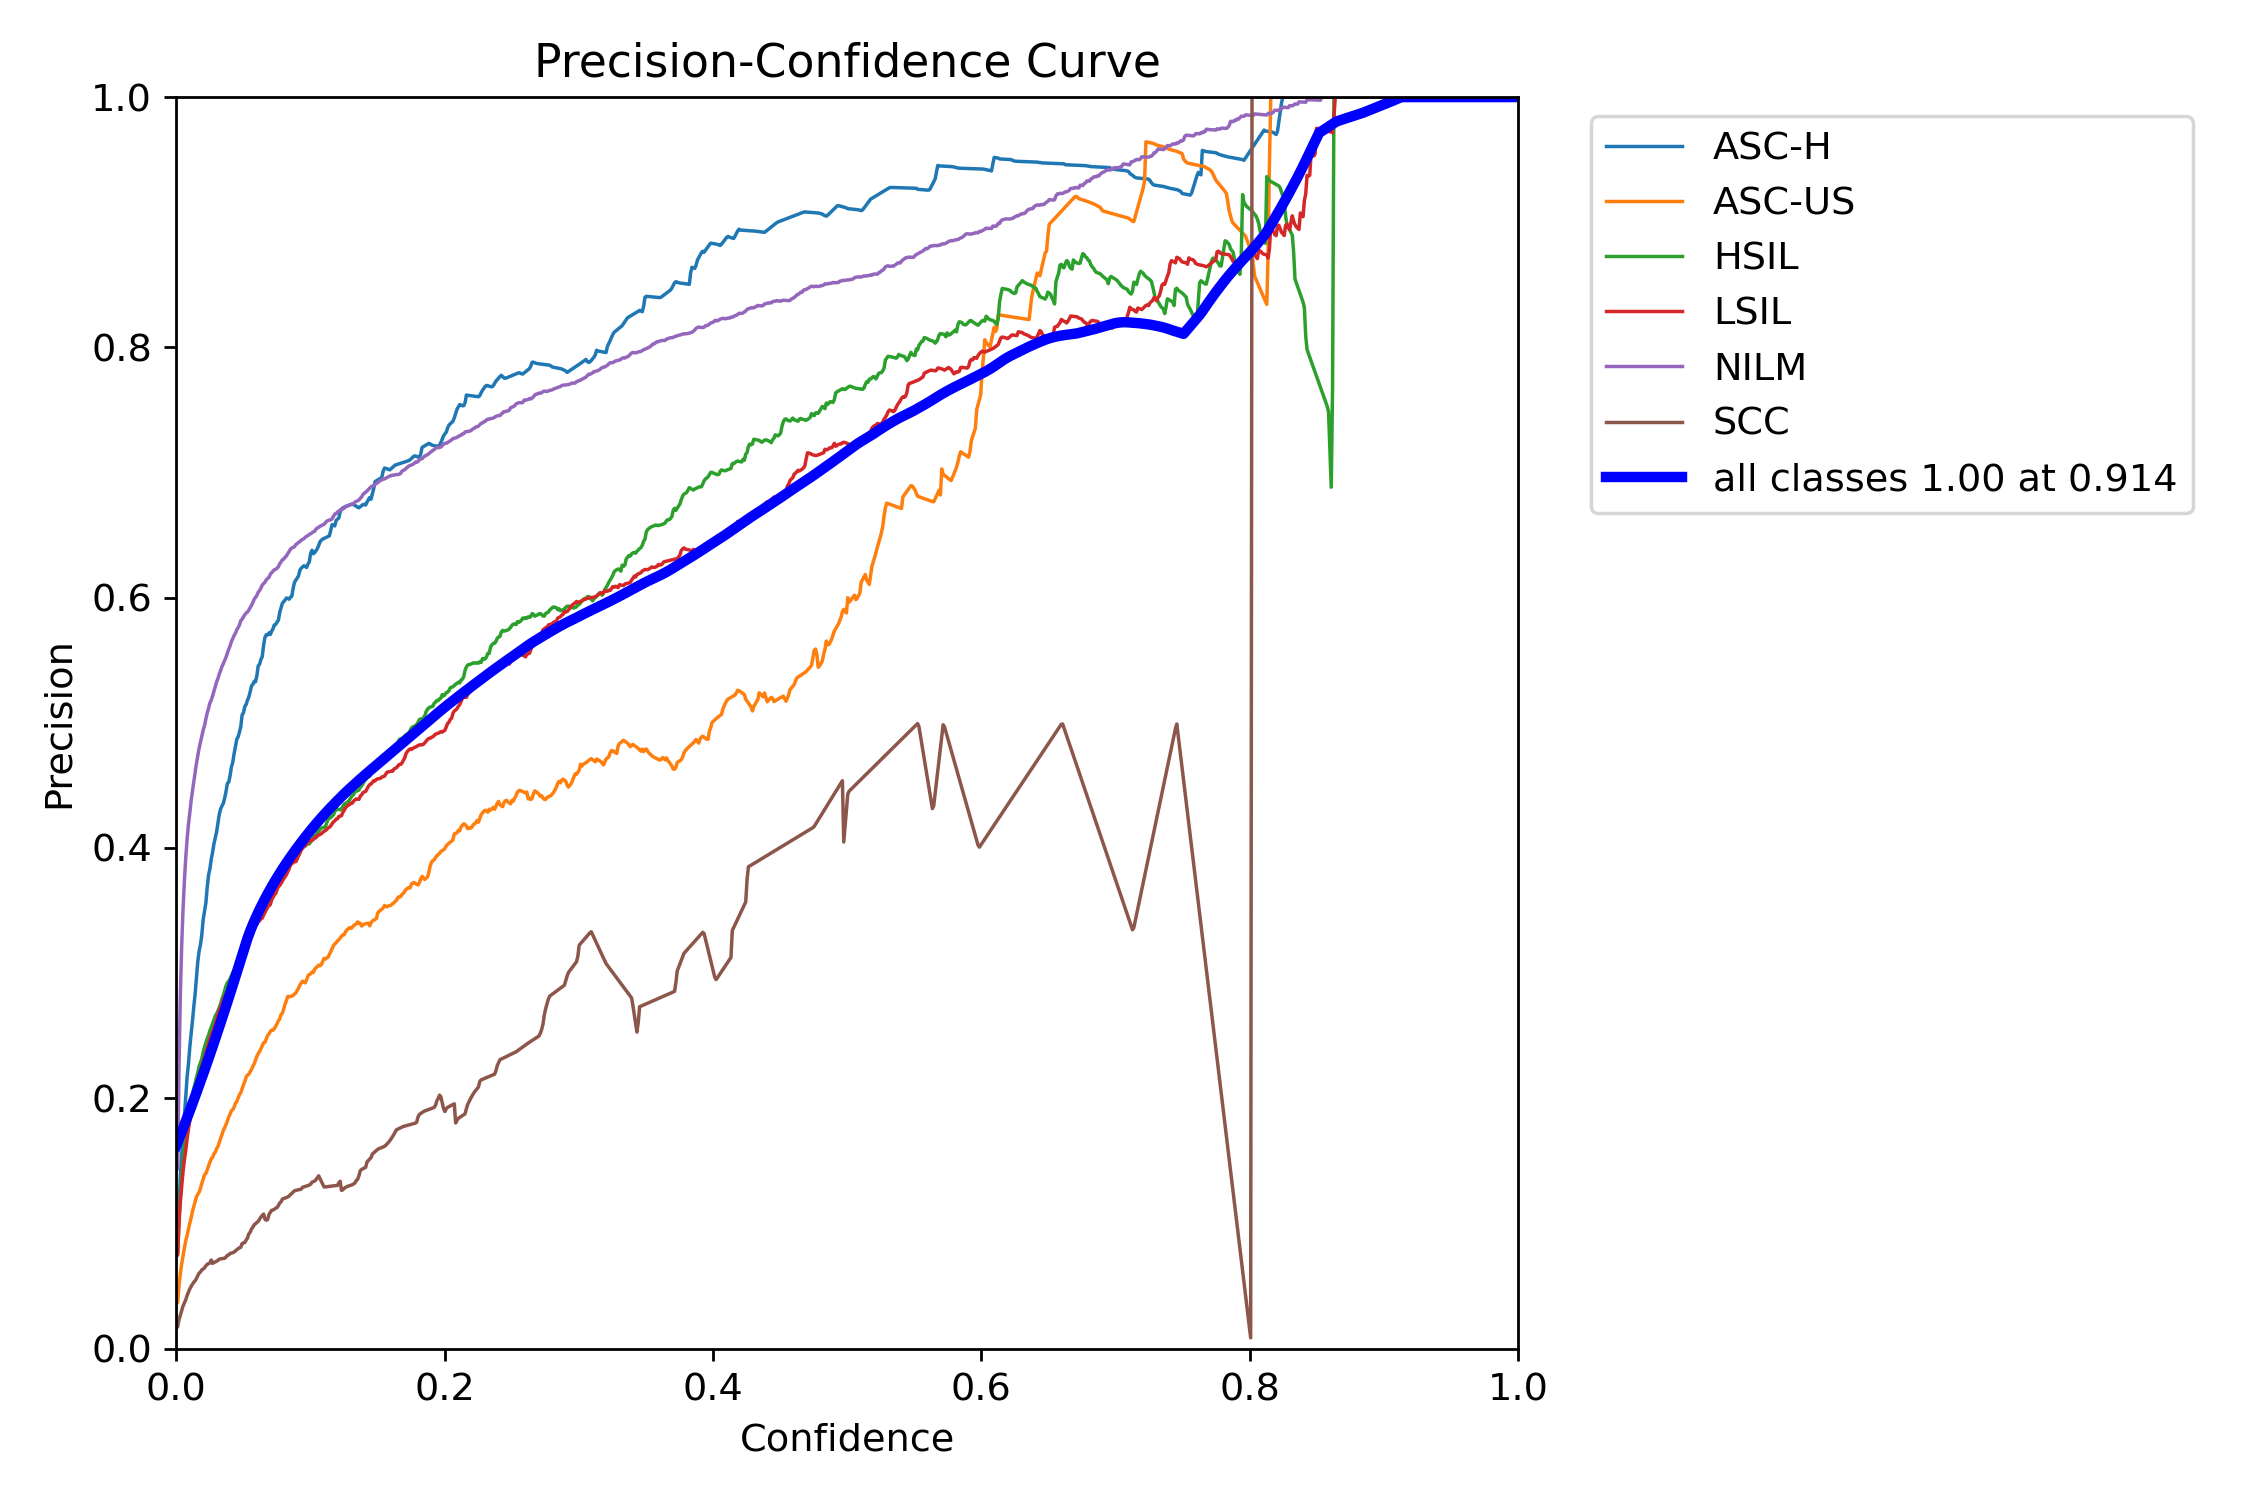 Precision-Confidence Curve
1.0
0.8
0.6
0.4
0.2
0.0
Precision
0.0 0.2 0.4 0.6 0.8 1.0
Confidence
ASC-H
ASC-US
HSIL
LSIL
NILM
SCC
all classes 1.00 at 0.914